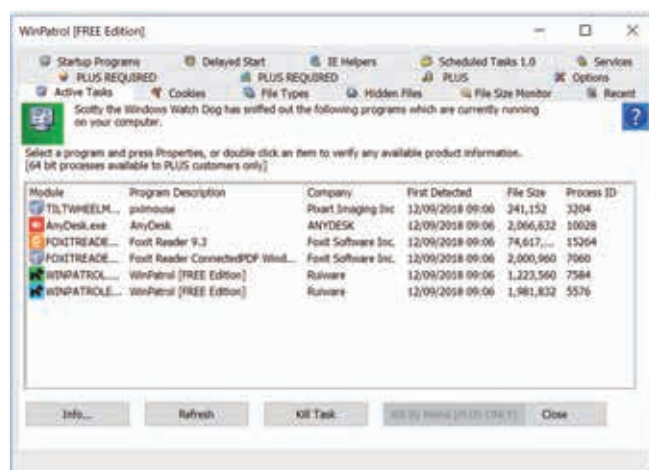 WinPatrol [FREE Edition]
Startup Programs Delayed Start IE Helpers Scheduled Tasks 1.0 Services
PLUS REQUIRED PLUS REQUIRED PLUS Options
Active Tasks Cookies File Types Hidden Files File Size Monitor Recent
Scotty the Windows Watch Dog has sniffed out the following programs which are currently running
on your computer.
?
Select a program and press Properties, or double click an item to verify any available product information.
[64 bit processes available to PLUS customers only]
Module Program Description Company First Detected File Size Process ID
TILTWHEELM... pxlmouse Pixart Imaging Inc 12/09/2018 09:06 241,152 3204
AnyDesk.exe AnyDesk ANYDESK 12/09/2018 09:06 2,066,632 10028
FOXITREADE... Foxit Reader 9.3 Foxit Software Inc. 12/09/2018 09:06 74,617,... 15264
FOXITREADE... Foxit Reader ConnectedPDF Wind... Foxit Software Inc. 12/09/2018 09:06 2,000,960 7060
WINPATROL.... WinPatrol [FREE Edition] Ruiware 12/09/2018 09:06 1,223,560 7584
WINPATROLE... WinPatrol [FREE Edition] Ruiware 12/09/2018 09:06 1,981,832 5576
Info... Refresh Kill Task Kill By Name [PLUS ONLY] Close